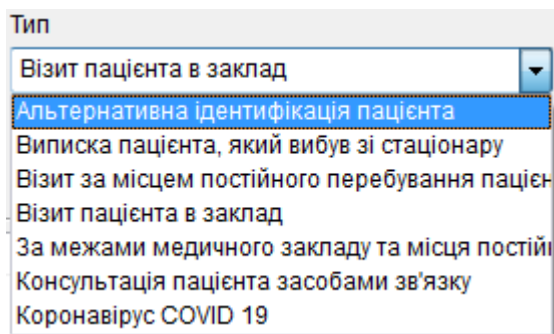 Тип
Візит пацієнта в заклад
Альтернативна ідентифікація пацієнта
Виписка пацієнта, який вибув зі стаціонару
Візит за місцем постійного перебування пацієн
Візит пацієнта в заклад
За межами медичного закладу та місця постій
Консультація пацієнта засобами зв'язку
Коронавірус COVID 19